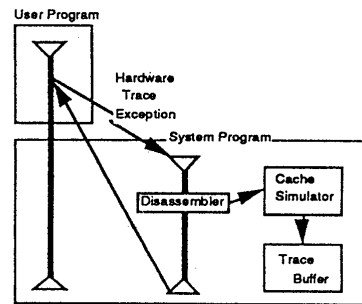 User Program
Hardware
Trace
Exception
System Program
Disassembler
Cache
Simulator
Trace
Buffer